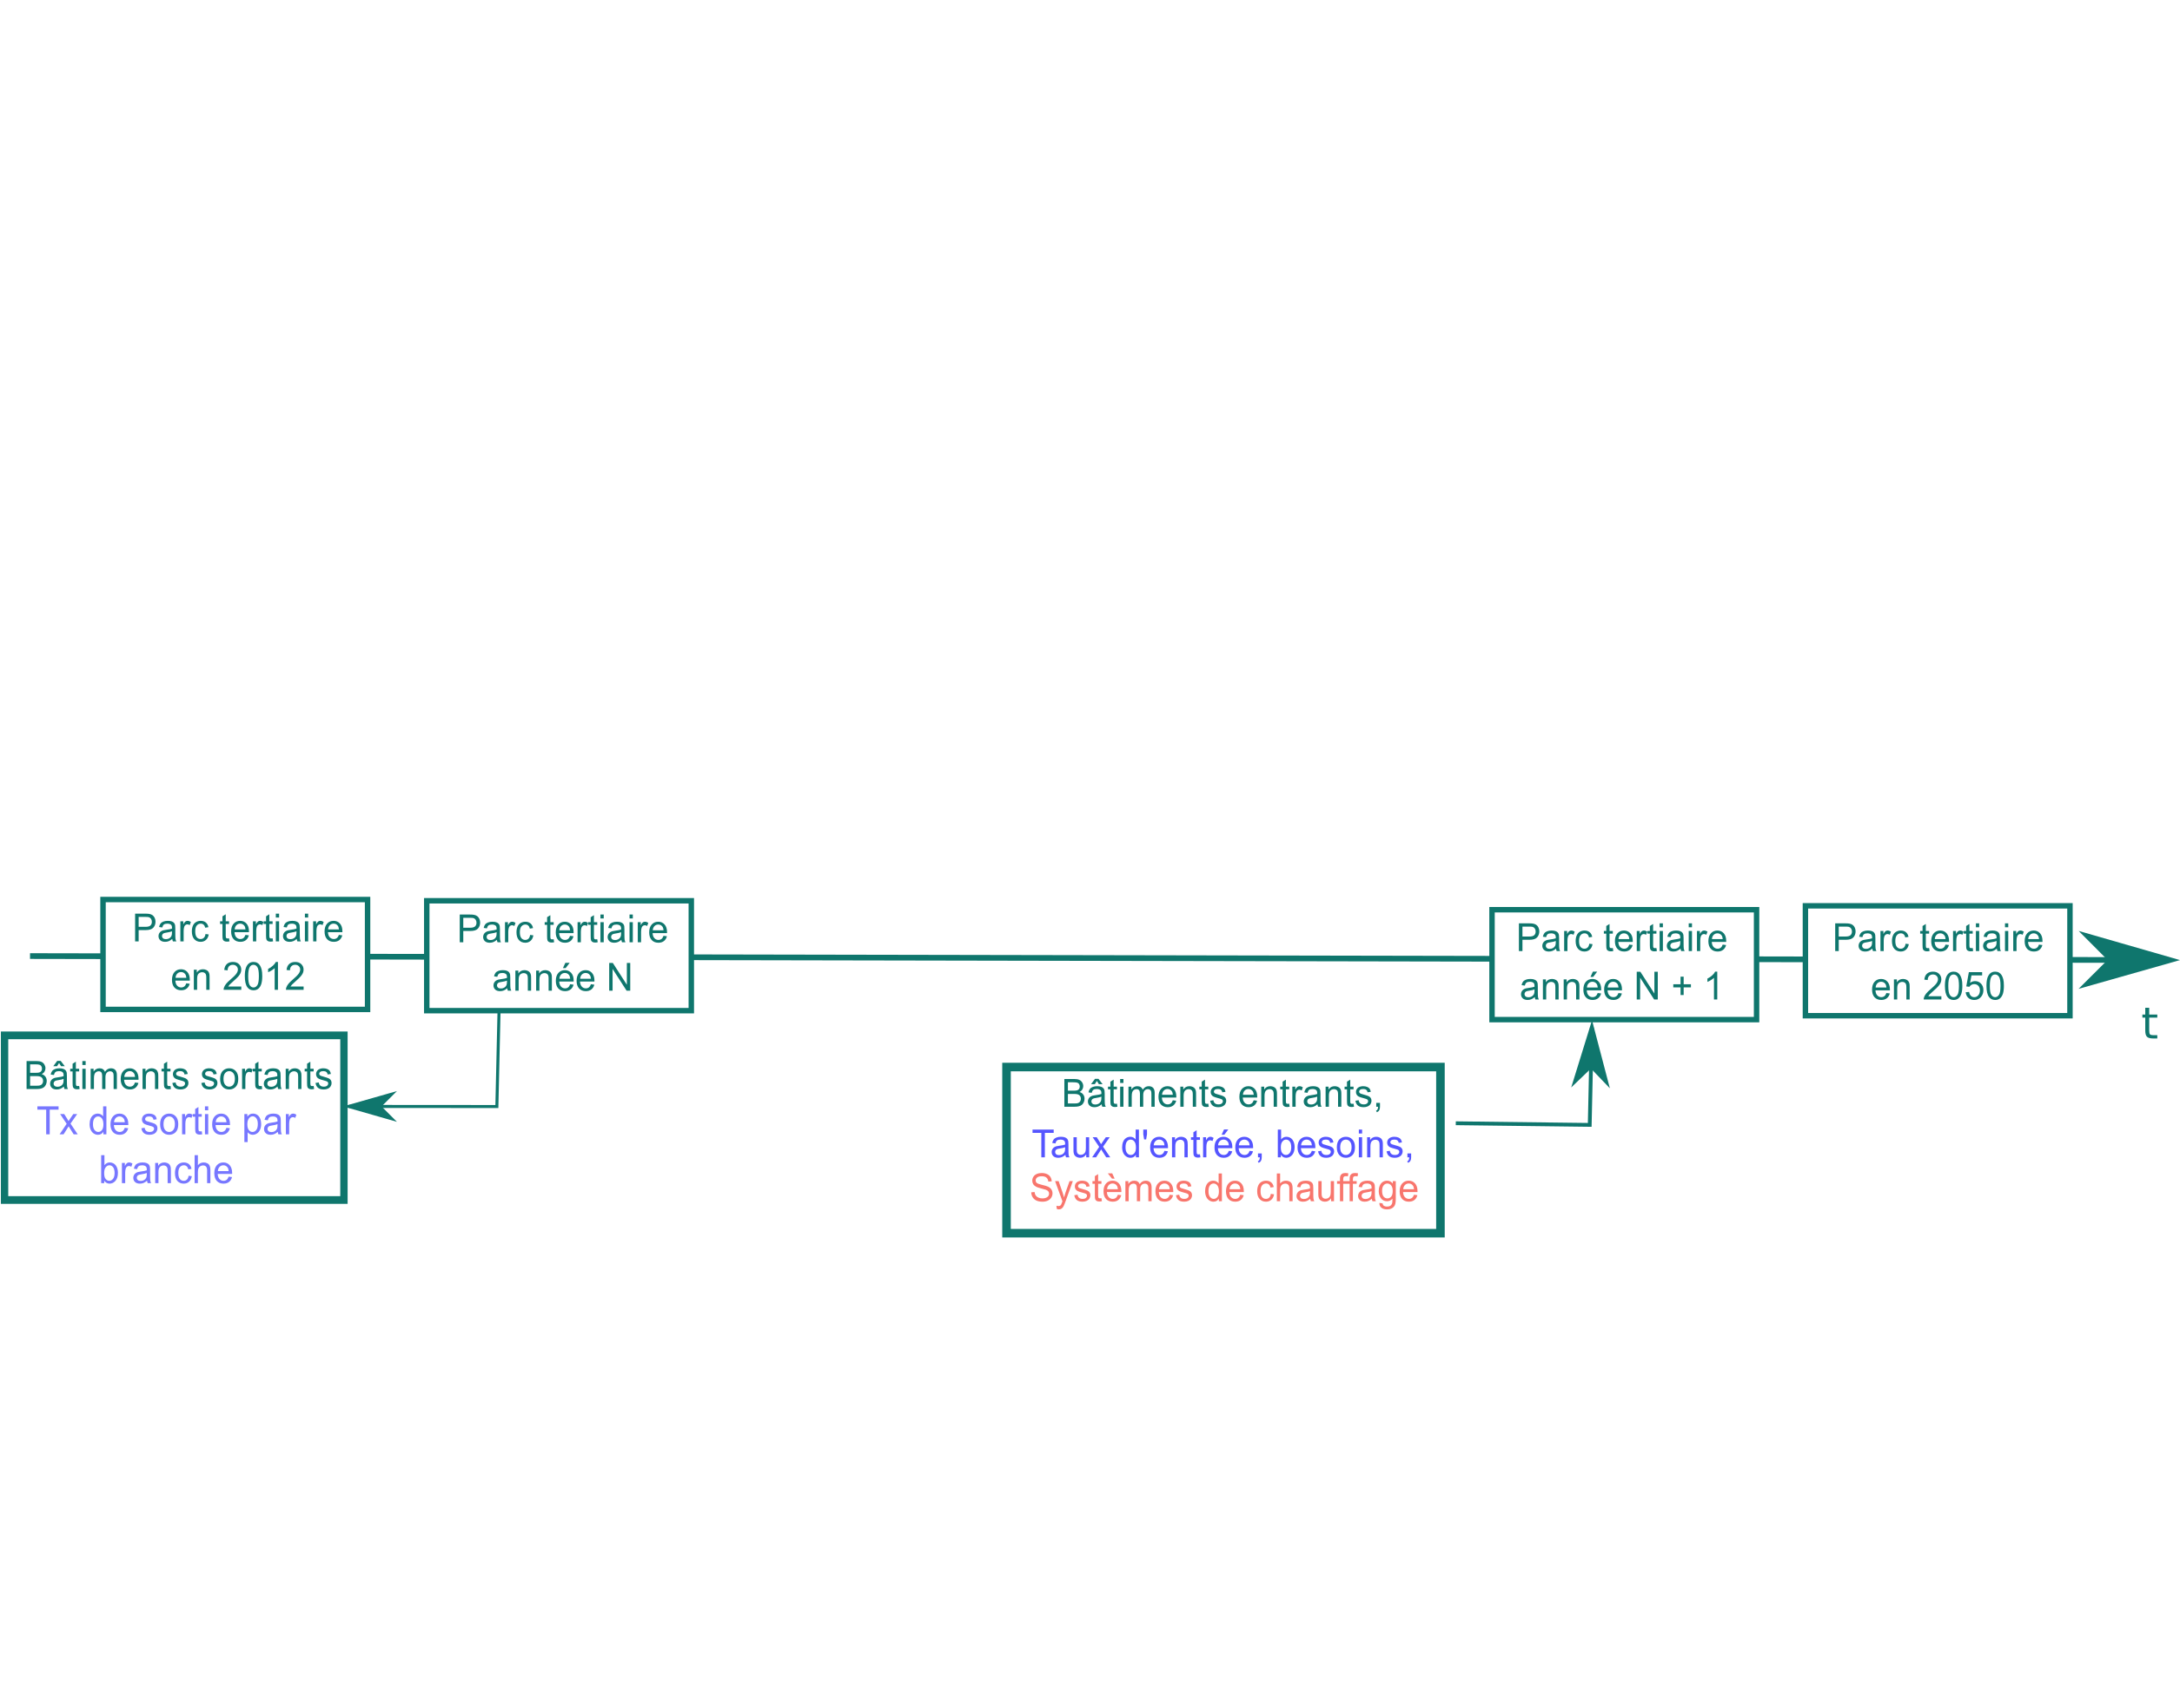 Parc tertiaire
en 2012
Parc tertiaire
année N
Parc tertiaire
année N + 1
Parc tertiaire
en 2050
t
Bâtiments sortants
Tx de sortie par
branche
Bâtiments entrants,
Taux d'entrée, besoins,
Systèmes de chauffage